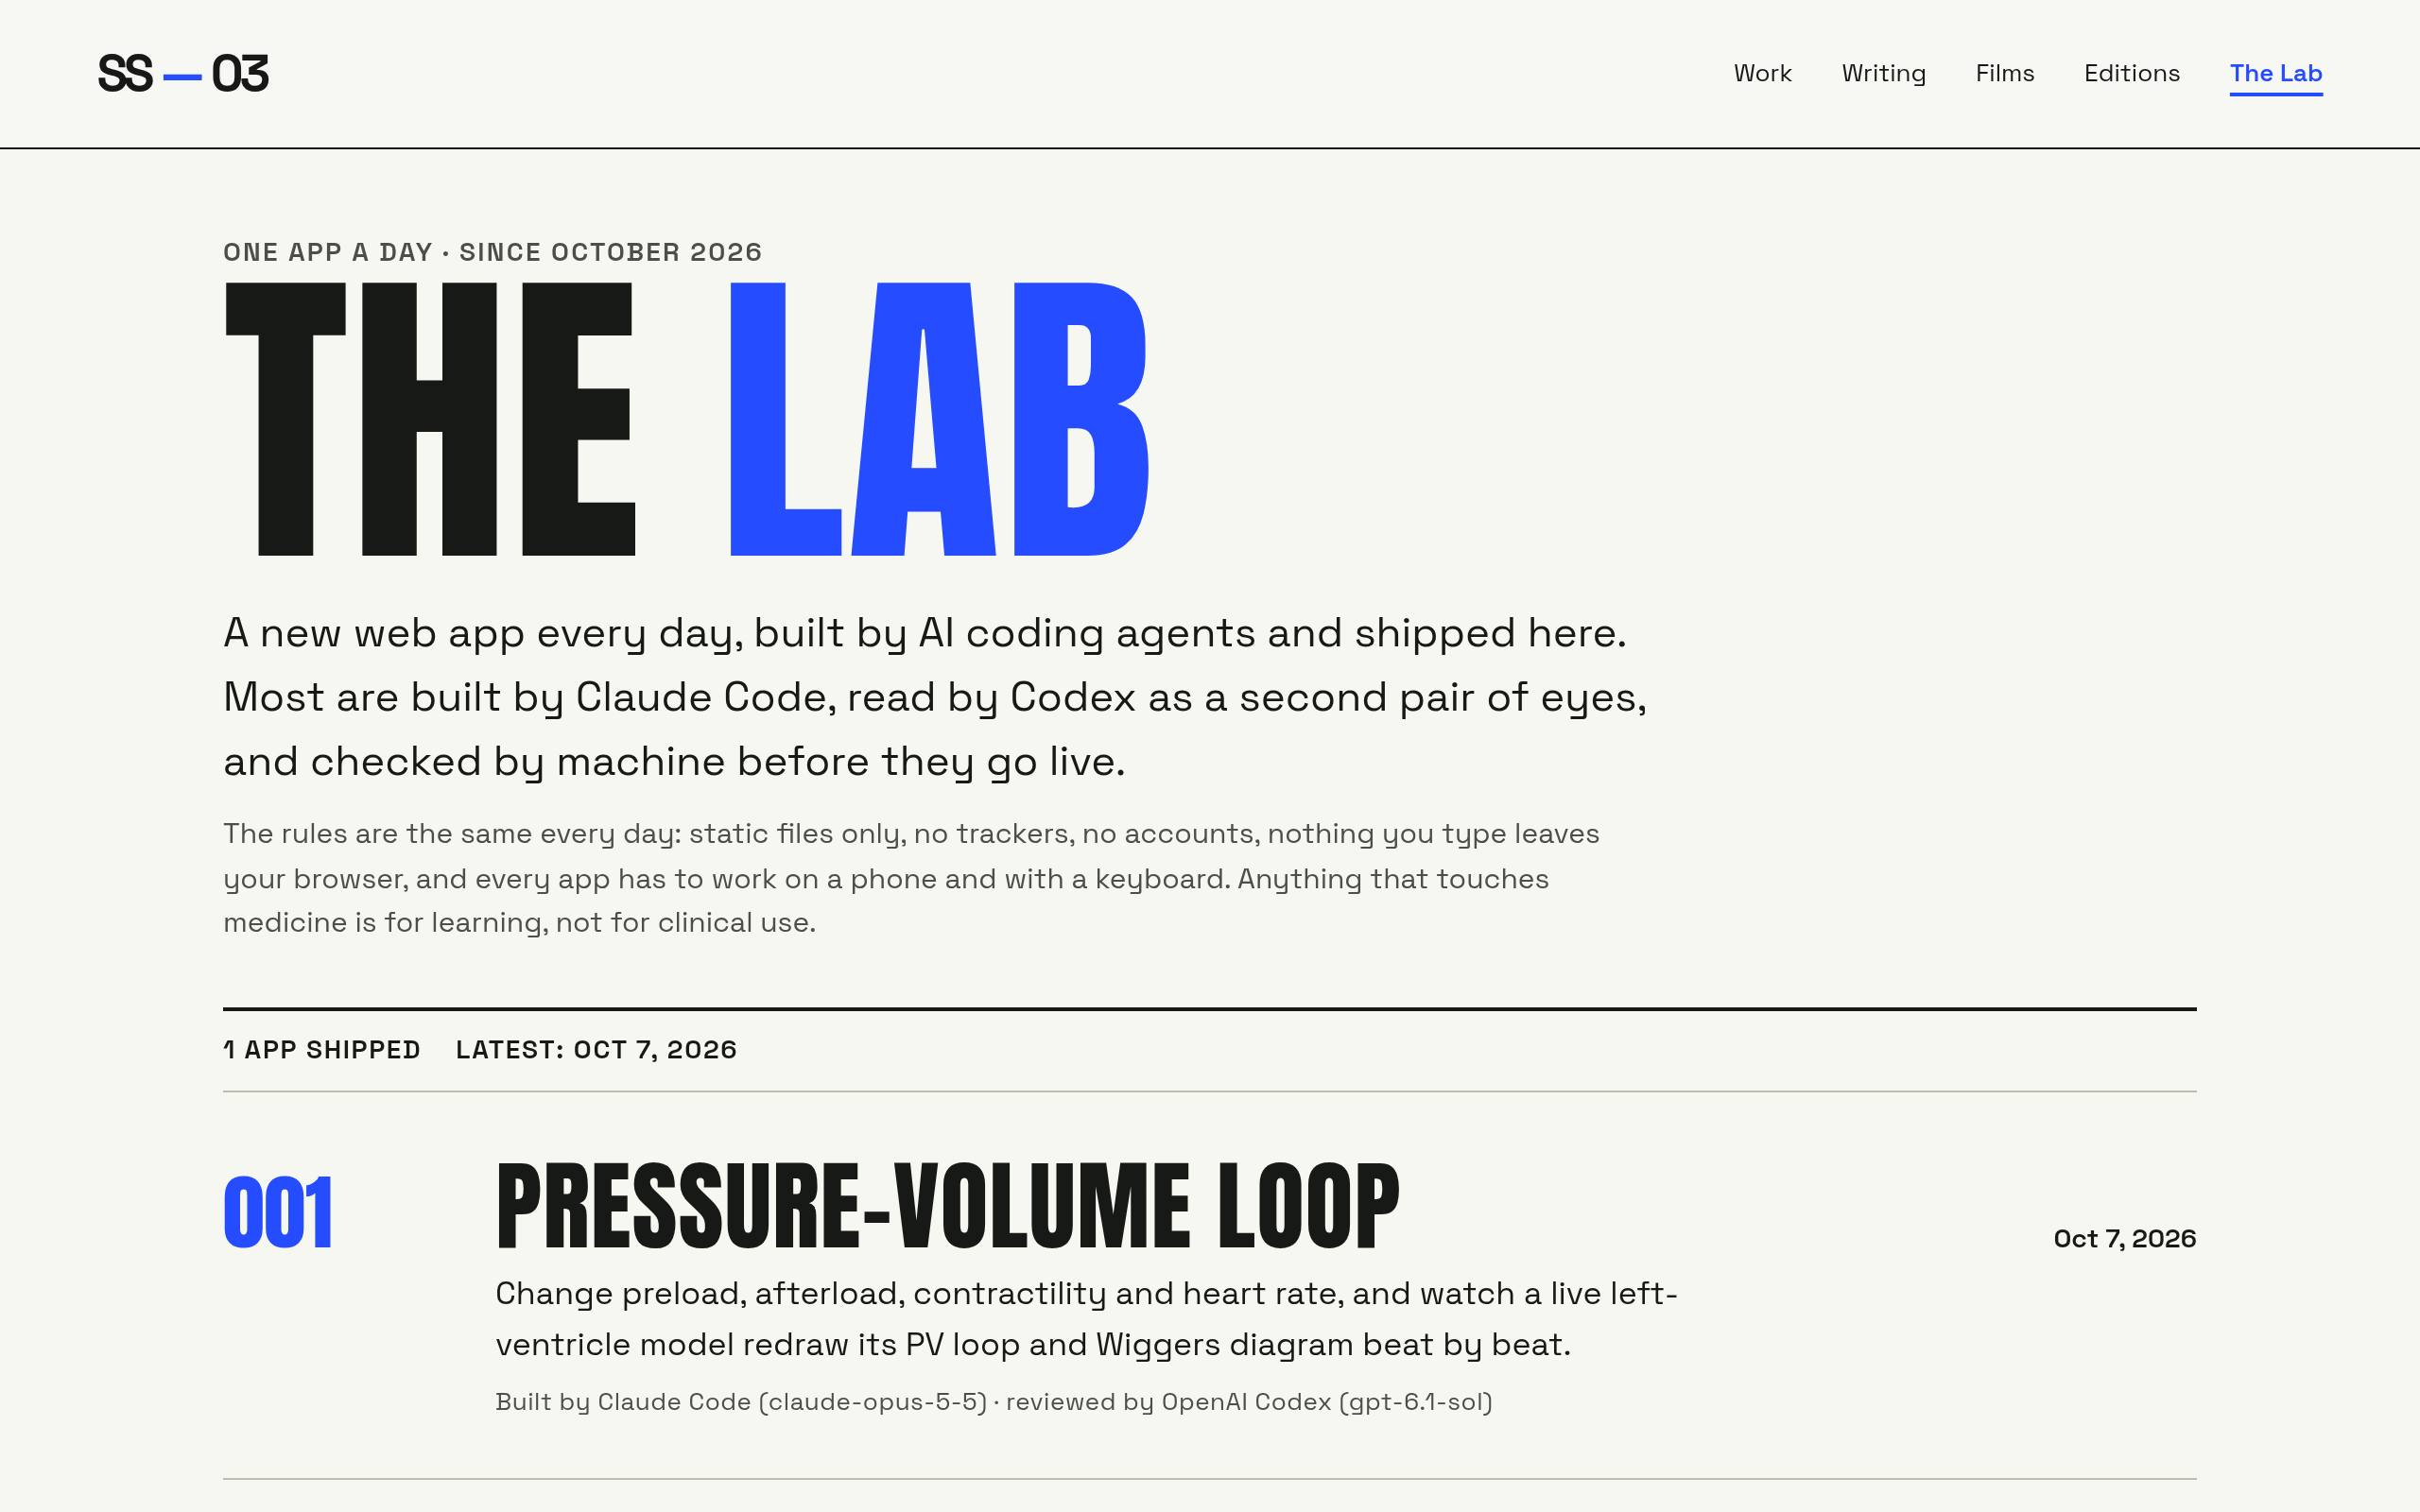 SS — 03
Work Writing Films Editions The Lab
ONE APP A DAY · SINCE OCTOBER 2026
THE LAB
A new web app every day, built by AI coding agents and shipped here.
Most are built by Claude Code, read by Codex as a second pair of eyes,
and checked by machine before they go live.
The rules are the same every day: static files only, no trackers, no accounts, nothing you type leaves
your browser, and every app has to work on a phone and with a keyboard. Anything that touches
medicine is for learning, not for clinical use.
1 APP SHIPPED LATEST: OCT 7, 2026
001
PRESSURE-VOLUME LOOP
Oct 7, 2026
Change preload, afterload, contractility and heart rate, and watch a live left-
ventricle model redraw its PV loop and Wiggers diagram beat by beat.
Built by Claude Code (claude-opus-5-5) · reviewed by OpenAI Codex (gpt-6.1-sol)